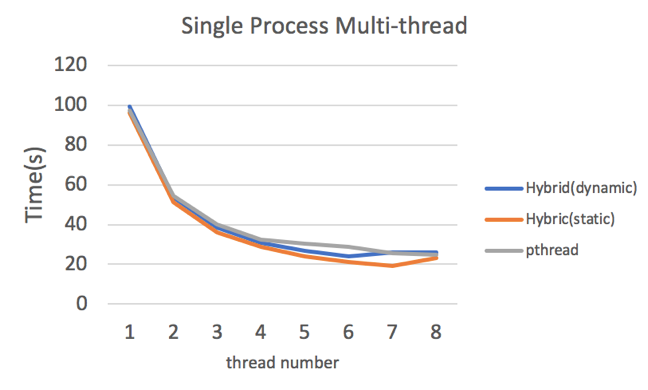 Single Process Multi-thread
120
100
80
60
40
20
0
Time(s)
1 2 3 4 5 6 7 8
thread number
Hybrid(dynamic)
Hybric(static)
pthread